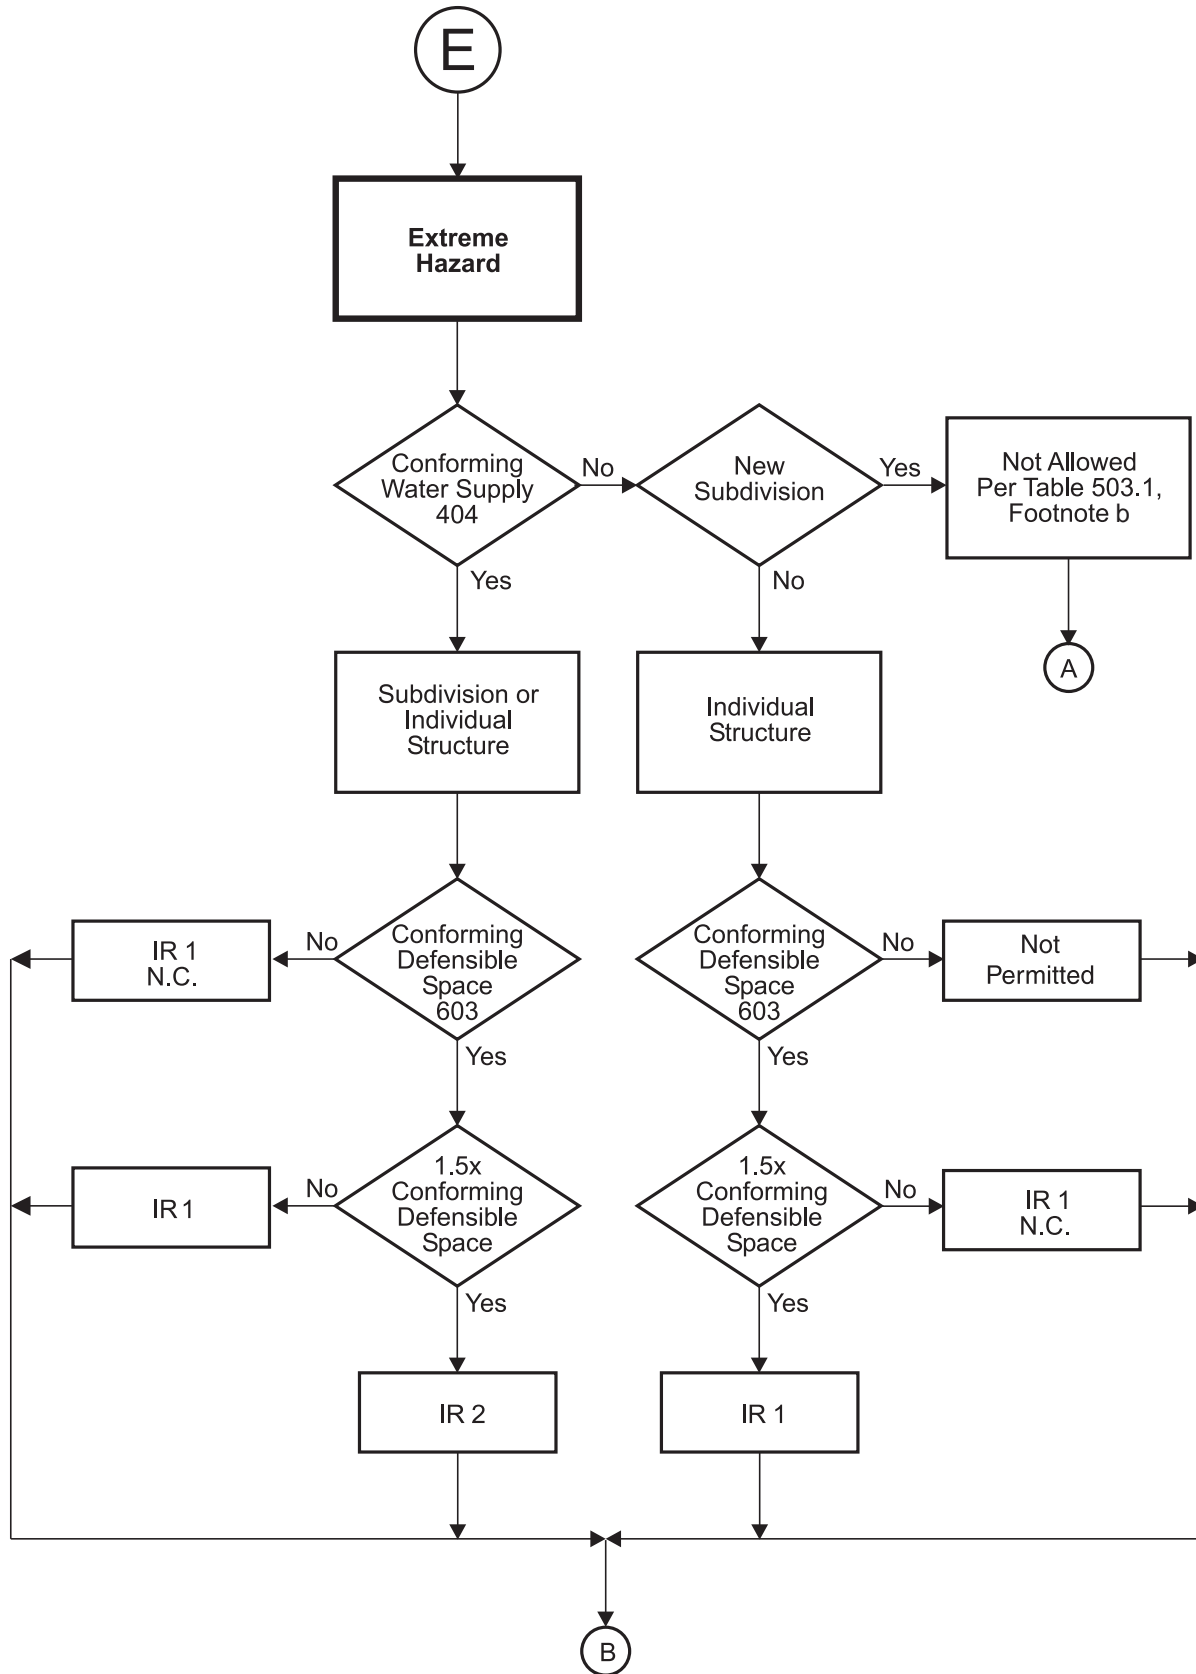 E
Extreme
Hazard
Conforming
Water Supply
404
No
New
Subdivision
Yes
Not Allowed
Per Table 503.1,
Footnote b
Yes
No
A
Subdivision or
Individual
Structure
Individual
Structure
IR 1
N.C.
No
Conforming
Defensible
Space
603
Conforming
Defensible
Space
603
No
Not
Permitted
Yes
Yes
IR 1
No
1.5x
Conforming
Defensible
Space
1.5x
Conforming
Defensible
Space
No
IR 1
N.C.
Yes
Yes
IR 2
IR 1
B